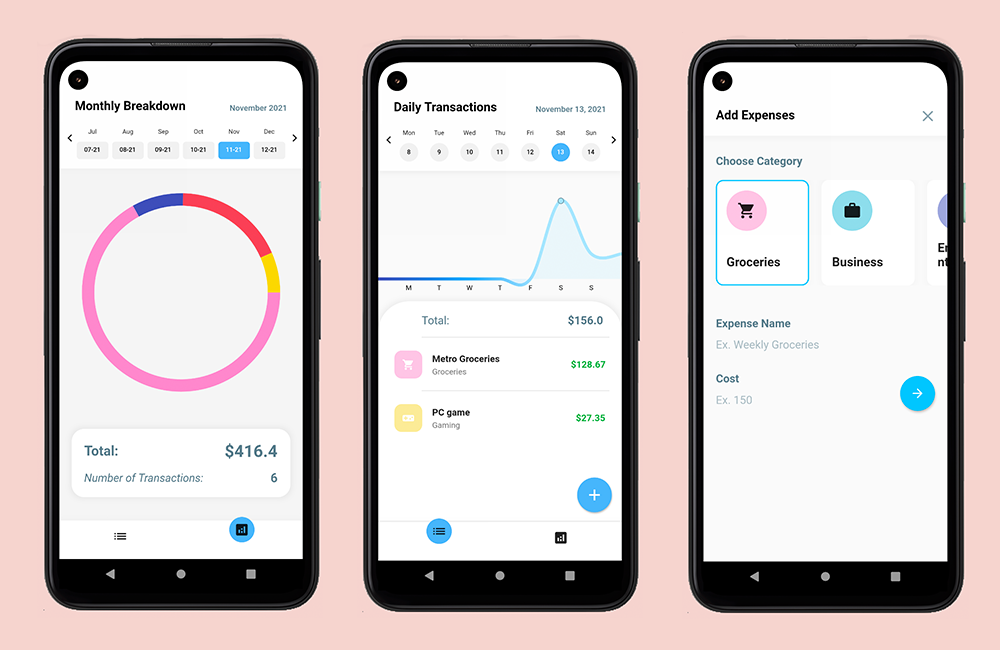 Monthly Breakdown
November 2021
Jul Aug Sep Oct Nov Dec
07-21 08-21 09-21 10-21 11-21 12-21
Total: $416.4
Number of Transactions: 6
Daily Transactions
November 13, 2021
Mon Tue Wed Thu Fri Sat Sun
8 9 10 11 12 13 14
M T W T F S S
Total: $156.0
Metro Groceries
Groceries
$128.67
PC game
Gaming
$27.35
Add Expenses
Choose Category
Groceries
Business
En
nt
Expense Name
Ex. Weekly Groceries
Cost
Ex. 150